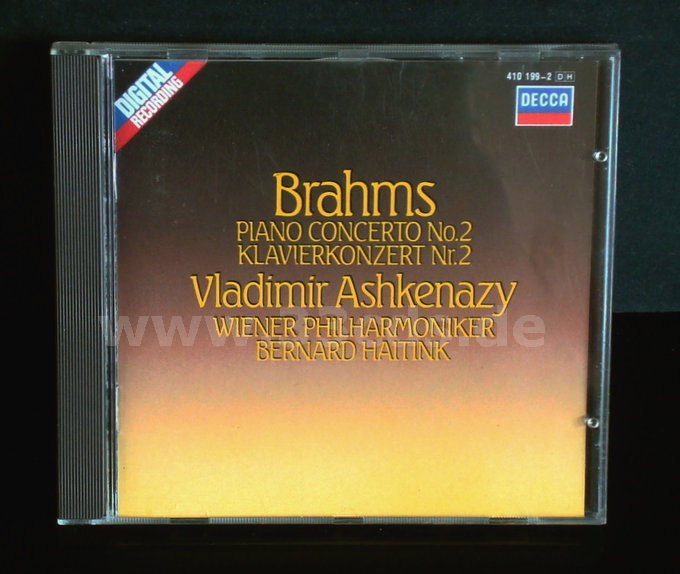 DIGITAL
RECORDING
410 199-2 DH
DECCA
Brahms
PIANO CONCERTO No.2
KLAVIERKONZERT Nr.2
Vladimir Ashkenazy
WIENER PHILHARMONIKER
BERNARD HAITINK